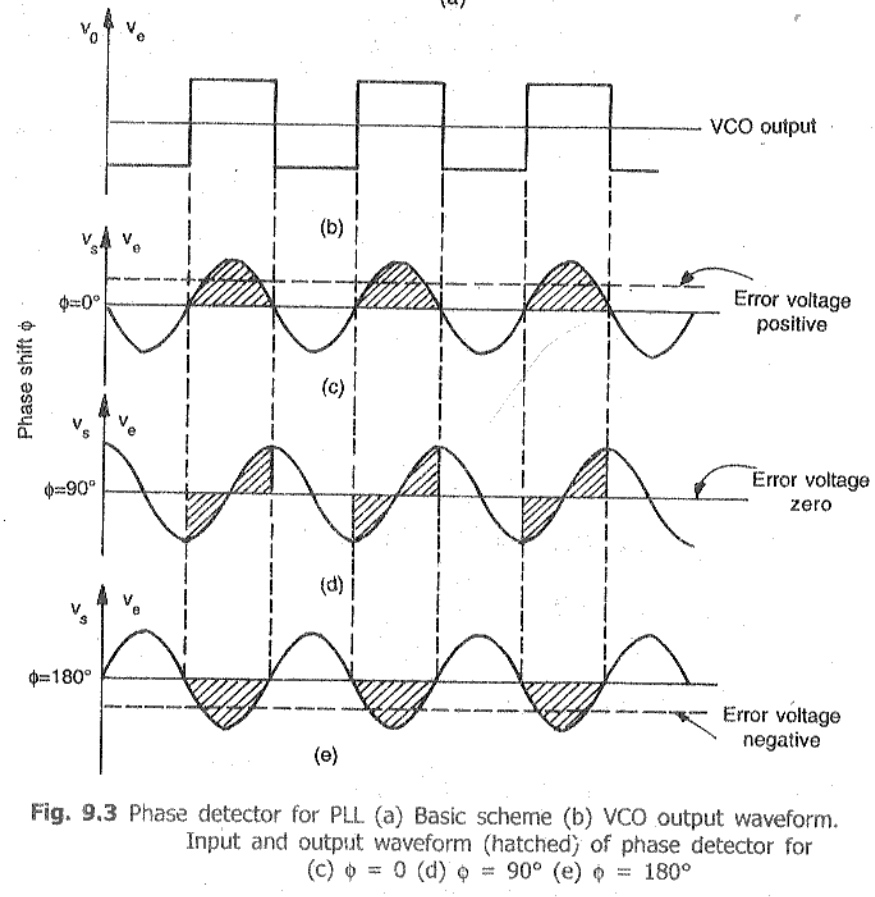 (a)
v₀ vₑ
VCO output
(b)
vₛ vₑ
ϕ=0°
Error voltage
positive
Phase shift ϕ
(c)
vₛ vₑ
ϕ=90°
Error voltage
zero
(d)
vₛ vₑ
ϕ=180°
Error voltage
negative
(e)
Fig. 9.3 Phase detector for PLL (a) Basic scheme (b) VCO output waveform.
Input and output waveform (hatched) of phase detector for
(c) ϕ = 0 (d) ϕ = 90° (e) ϕ = 180°